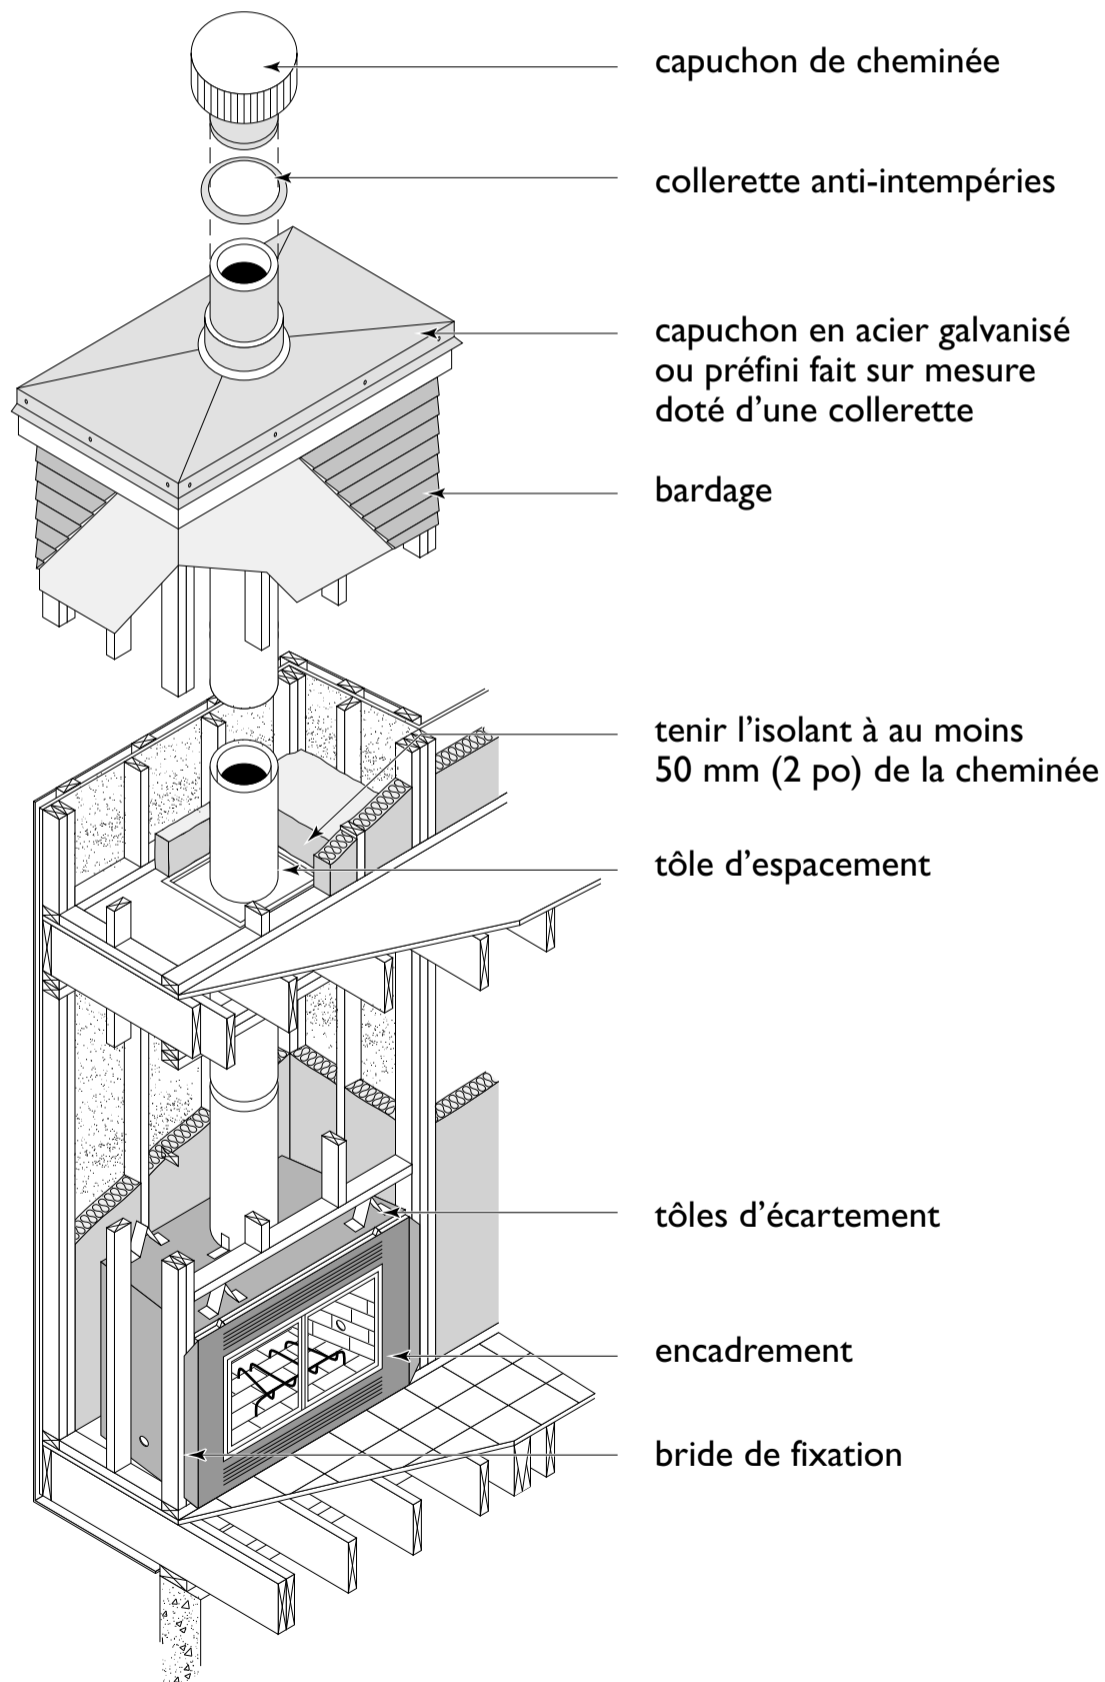 capuchon de cheminée
collerette anti-intempéries
capuchon en acier galvanisé
ou préfini fait sur mesure
doté d’une collerette
bardage
tenir l’isolant à au moins
50 mm (2 po) de la cheminée
tôle d’espacement
tôles d’écartement
encadrement
bride de fixation